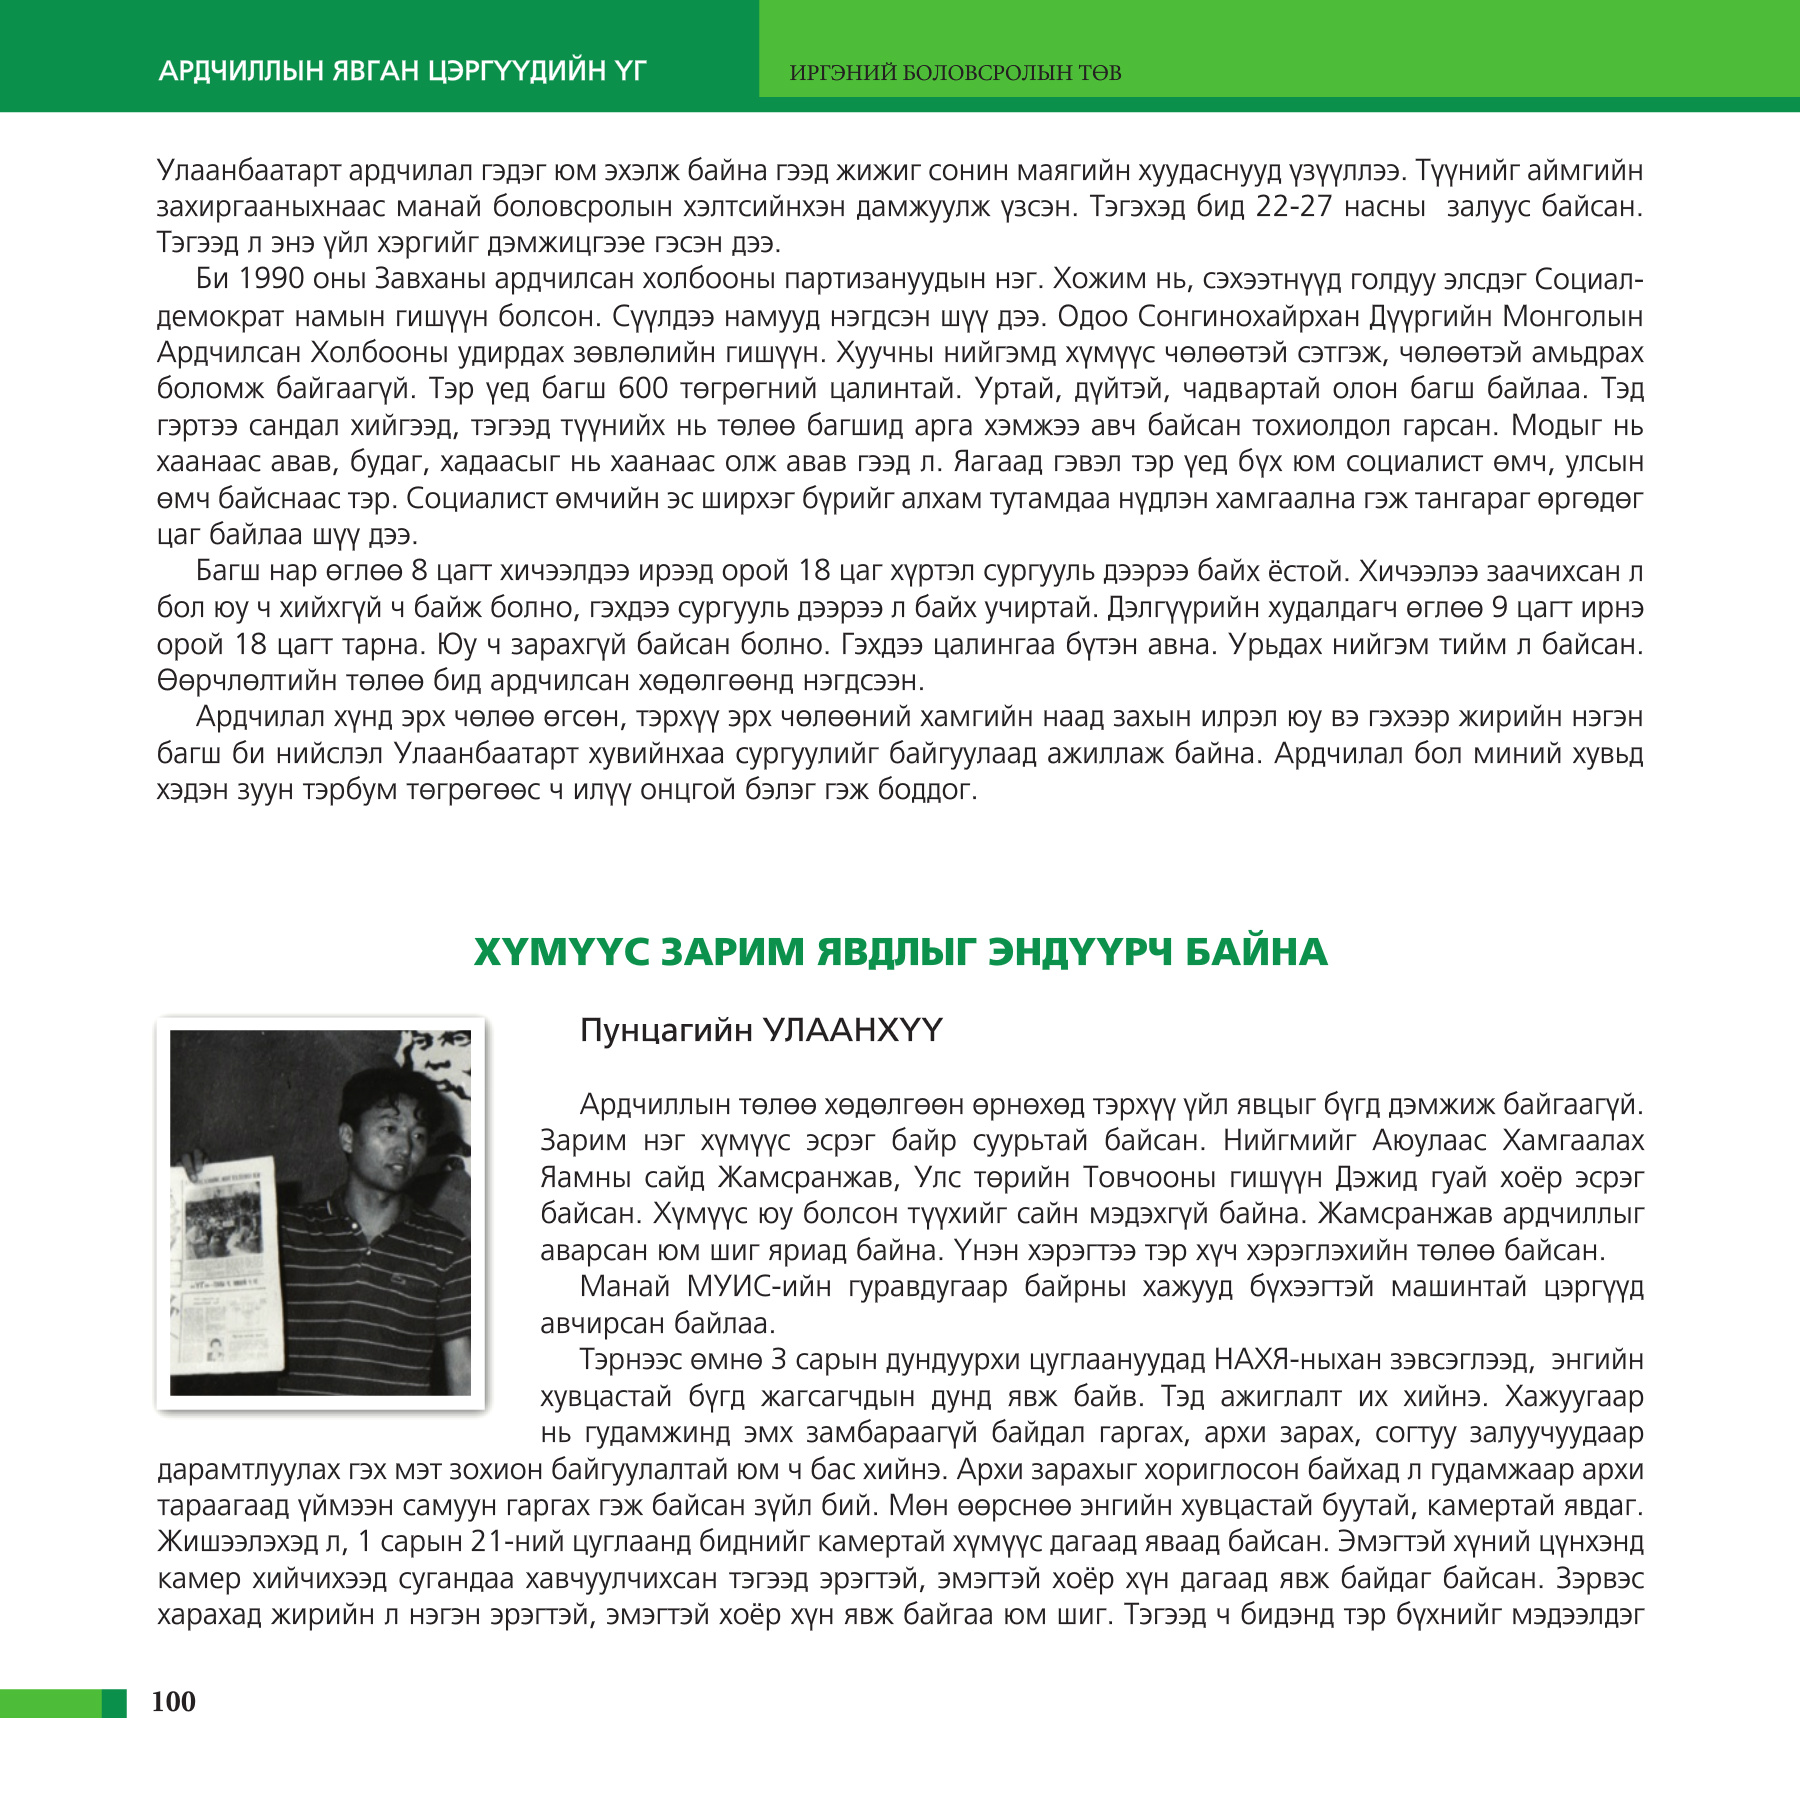 АРДЧИЛЛЫН ЯВГАН ЦЭРГҮҮДИЙН ҮГ
ИРГЭНИЙ БОЛОВСРОЛЫН ТӨВ
Улаанбаатарт ардчилал гэдэг юм эхэлж байна гээд жижиг сонин маягийн хуудаснууд үзүүллээ. Түүнийг аймгийн
захиргааныхнаас манай боловсролын хэлтсийнхэн дамжуулж үзсэн. Тэгэхэд бид 22-27 насны залуус байсан.
Тэгээд л энэ үйл хэргийг дэмжицгээе гэсэн дээ.
Би 1990 оны Завханы ардчилсан холбооны партизануудын нэг. Хожим нь, сэхээтнүүд голдуу элсдэг Социал-
демократ намын гишүүн болсон. Сүүлдээ намууд нэгдсэн шүү дээ. Одоо Сонгинохайрхан Дүүргийн Монголын
Ардчилсан Холбооны удирдах зөвлөлийн гишүүн. Хуучны нийгэмд хүмүүс чөлөөтэй сэтгэж, чөлөөтэй амьдрах
боломж байгаагүй. Тэр үед багш 600 төгрөгний цалинтай. Уртай, дүйтэй, чадвартай олон багш байлаа. Тэд
гэртээ сандал хийгээд, тэгээд түүнийх нь төлөө багшид арга хэмжээ авч байсан тохиолдол гарсан. Модыг нь
хаанаас авав, будаг, хадаасыг нь хаанаас олж авав гээд л. Яагаад гэвэл тэр үед бүх юм социалист өмч, улсын
өмч байснаас тэр. Социалист өмчийн эс ширхэг бүрийг алхам тутамдаа нүдлэн хамгаална гэж тангараг өргөдөг
цаг байлаа шүү дээ.
Багш нар өглөө 8 цагт хичээлдээ ирээд орой 18 цаг хүртэл сургууль дээрээ байх ёстой. Хичээлээ заачихсан л
бол юу ч хийхгүй ч байж болно, гэхдээ сургууль дээрээ л байх учиртай. Дэлгүүрийн худалдагч өглөө 9 цагт ирнэ
орой 18 цагт тарна. Юу ч зарахгүй байсан болно. Гэхдээ цалингаа бүтэн авна. Урьдах нийгэм тийм л байсан.
Өөрчлөлтийн төлөө бид ардчилсан хөдөлгөөнд нэгдсээн.
Ардчилал хүнд эрх чөлөө өгсөн, тэрхүү эрх чөлөөний хамгийн наад захын илрэл юу вэ гэхээр жирийн нэгэн
багш би нийслэл Улаанбаатарт хувийнхаа сургуулийг байгуулаад ажиллаж байна. Ардчилал бол миний хувьд
хэдэн зуун тэрбум төгрөгөөс ч илүү онцгой бэлэг гэж боддог.
ХҮМҮҮС ЗАРИМ ЯВДЛЫГ ЭНДҮҮРЧ БАЙНА
Пунцагийн УЛААНХҮҮ
Ардчиллын төлөө хөдөлгөөн өрнөхөд тэрхүү үйл явцыг бүгд дэмжиж байгаагүй.
Зарим нэг хүмүүс эсрэг байр суурьтай байсан. Нийгмийг Аюулаас Хамгаалах
Яамны сайд Жамсранжав, Улс төрийн Товчооны гишүүн Дэжид гуай хоёр эсрэг
байсан. Хүмүүс юу болсон түүхийг сайн мэдэхгүй байна. Жамсранжав ардчиллыг
аварсан юм шиг яриад байна. Үнэн хэрэгтээ тэр хүч хэрэглэхийн төлөө байсан.
Манай МУИС-ийн гуравдугаар байрны хажууд бүхээгтэй машинтай цэргүүд
авчирсан байлаа.
Тэрнээс өмнө 3 сарын дундуурхи цуглаануудад НАХЯ-ныхан зэвсэглээд, энгийн
хувцастай бүгд жагсагчдын дунд явж байв. Тэд ажиглалт их хийнэ. Хажуугаар
нь гудамжинд эмх замбараагүй байдал гаргах, архи зарах, согтуу залуучуудаар
дарамтлуулах гэх мэт зохион байгуулалтай юм ч бас хийнэ. Архи зарахыг хориглосон байхад л гудамжаар архи
тараагаад үймээн самуун гаргах гэж байсан зүйл бий. Мөн өөрснөө энгийн хувцастай буутай, камертай явдаг.
Жишээлэхэд л, 1 сарын 21-ний цуглаанд биднийг камертай хүмүүс дагаад яваад байсан. Эмэгтэй хүний цүнхэнд
камер хийчихээд сугандаа хавчуулчихсан тэгээд эрэгтэй, эмэгтэй хоёр хүн дагаад явж байдаг байсан. Зэрвэс
харахад жирийн л нэгэн эрэгтэй, эмэгтэй хоёр хүн явж байгаа юм шиг. Тэгээд ч бидэнд тэр бүхнийг мэдээлдэг
100